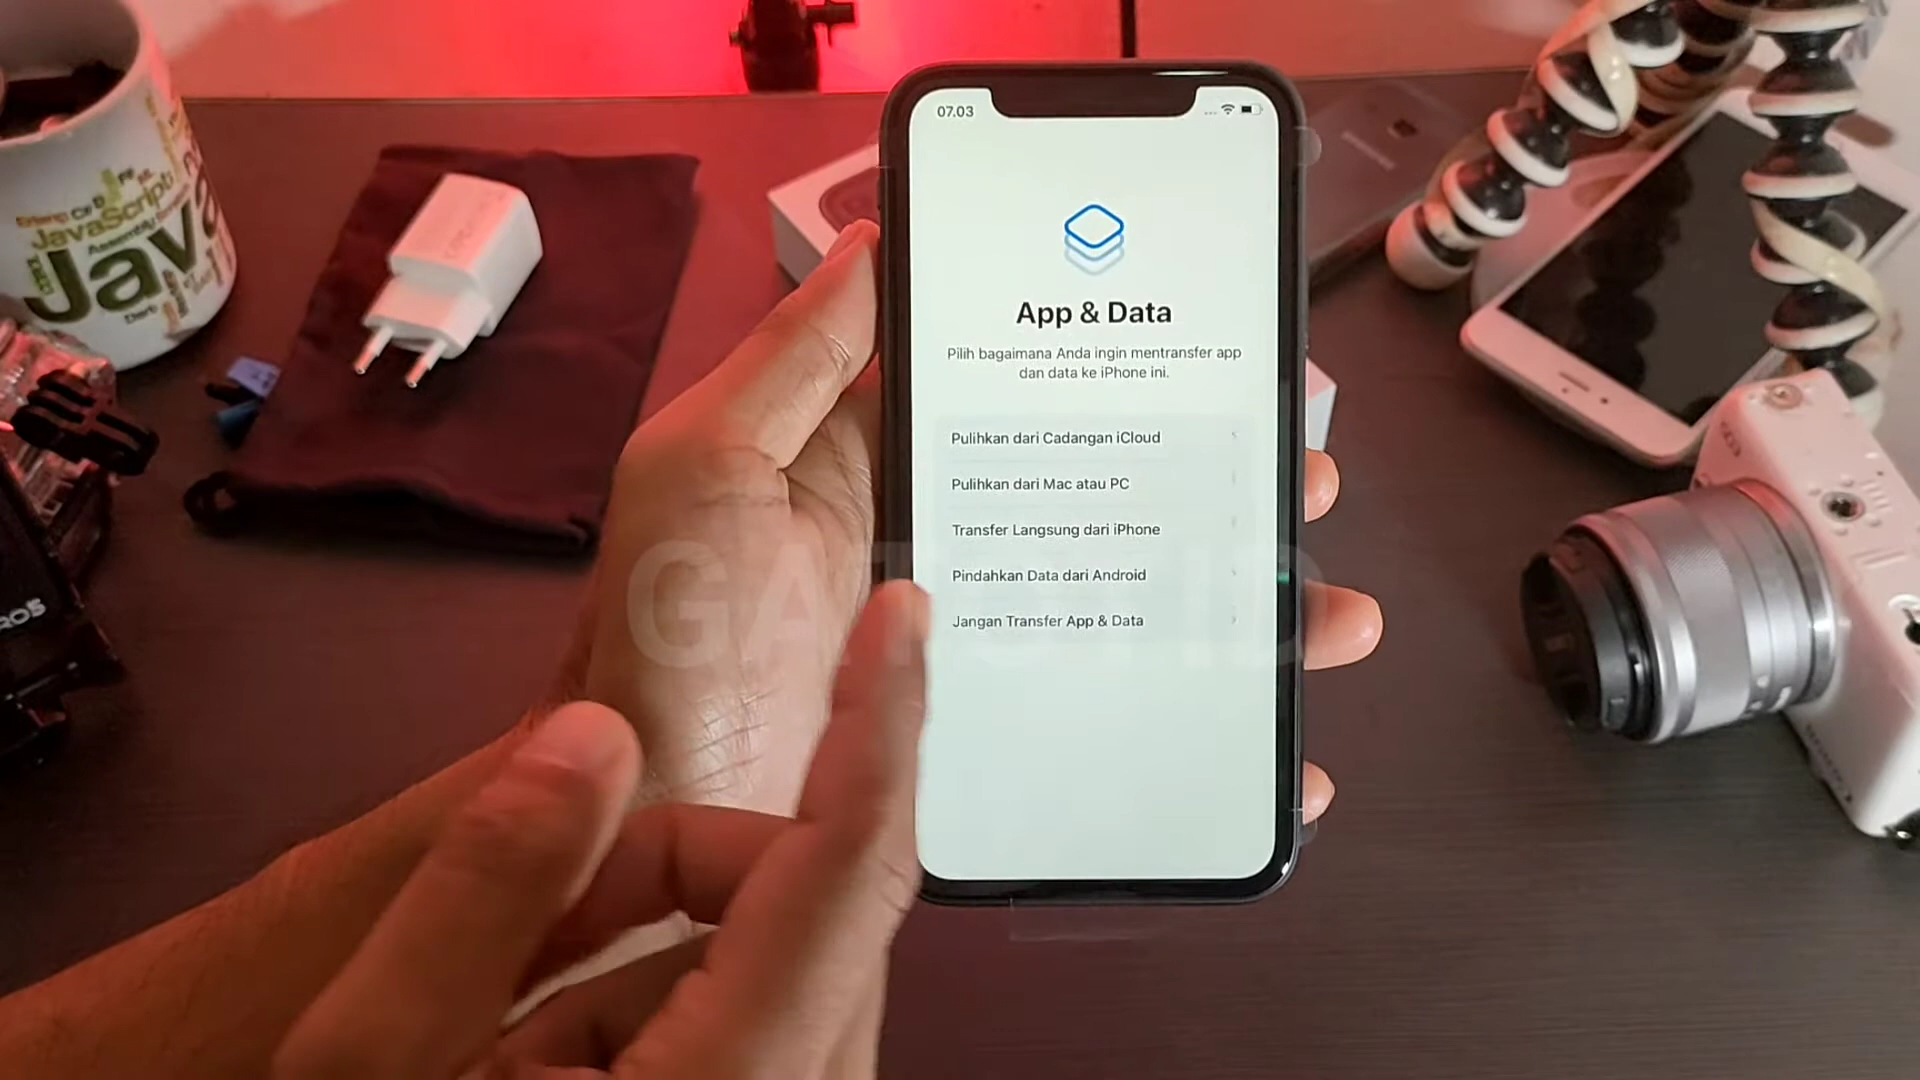 07.03
App & Data
Pilih bagaimana Anda ingin mentransfer app
dan data ke iPhone ini.
Pulihkan dari Cadangan iCloud
Pulihkan dari Mac atau PC
Transfer Langsung dari iPhone
Pindahkan Data dari Android
Jangan Transfer App & Data
JavaScript
Assembly
Java